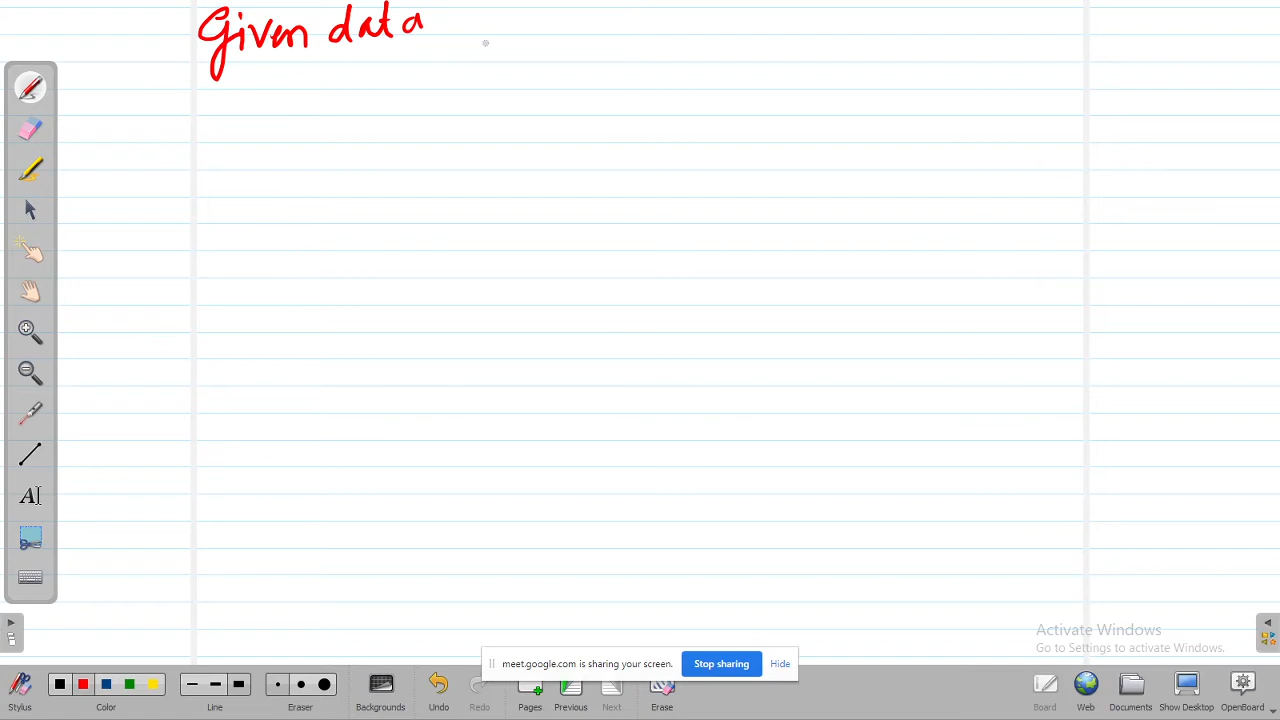 Given data
A
Activate Windows
Go to Settings to activate Windows.
meet.google.com is sharing your screen.
Stop sharing
Hide
Stylus
Color
Line
Eraser
Backgrounds
Undo
Redo
Pages
Previous
Next
Erase
Board
Web
Documents
Show Desktop
OpenBoard